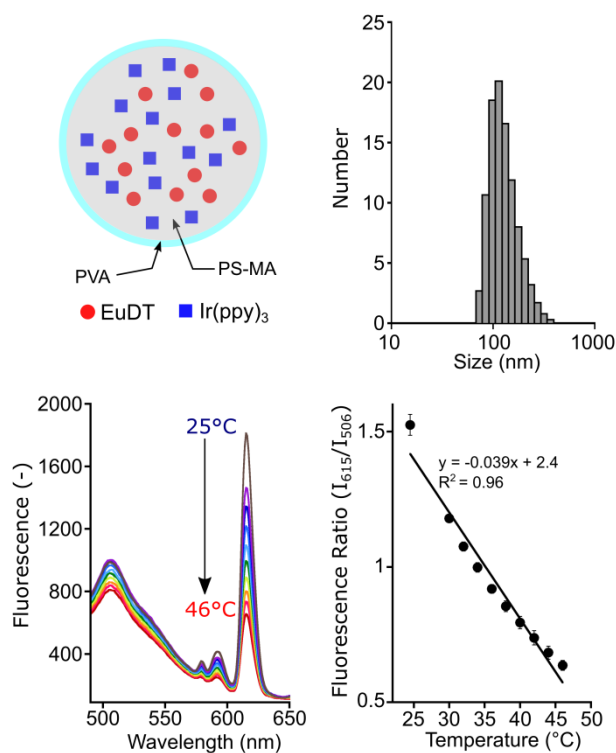 PVA
PS-MA
EuDT
Ir(ppy)₃
Number
25
20
15
10
5
0
10
100
1000
Size (nm)
Fluorescence (-)
2000
1600
1200
800
400
25°C
46°C
500
550
600
650
Wavelength (nm)
Fluorescence Ratio (I₆₁₅/I₅₀₆)
1.5
1
0.5
y = -0.039x + 2.4
R² = 0.96
25 30 35 40 45 50
Temperature (°C)